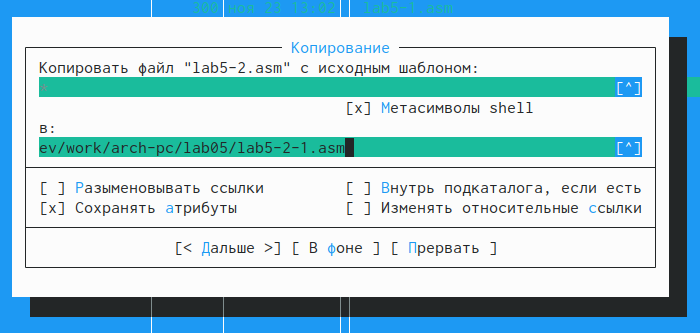 300 ноя 23 13:02 lab5-1.asm
Копирование
Копировать файл "lab5-2.asm" с исходным шаблоном:
* [^]
[x] Метасимволы shell
в:
ev/work/arch-pc/lab05/lab5-2-1.asm [^]
[ ] Разыменовывать ссылки [ ] Внутрь подкаталога, если есть
[x] Сохранять атрибуты [ ] Изменять относительные ссылки
[< Дальше >] [ В фоне ] [ Прервать ]